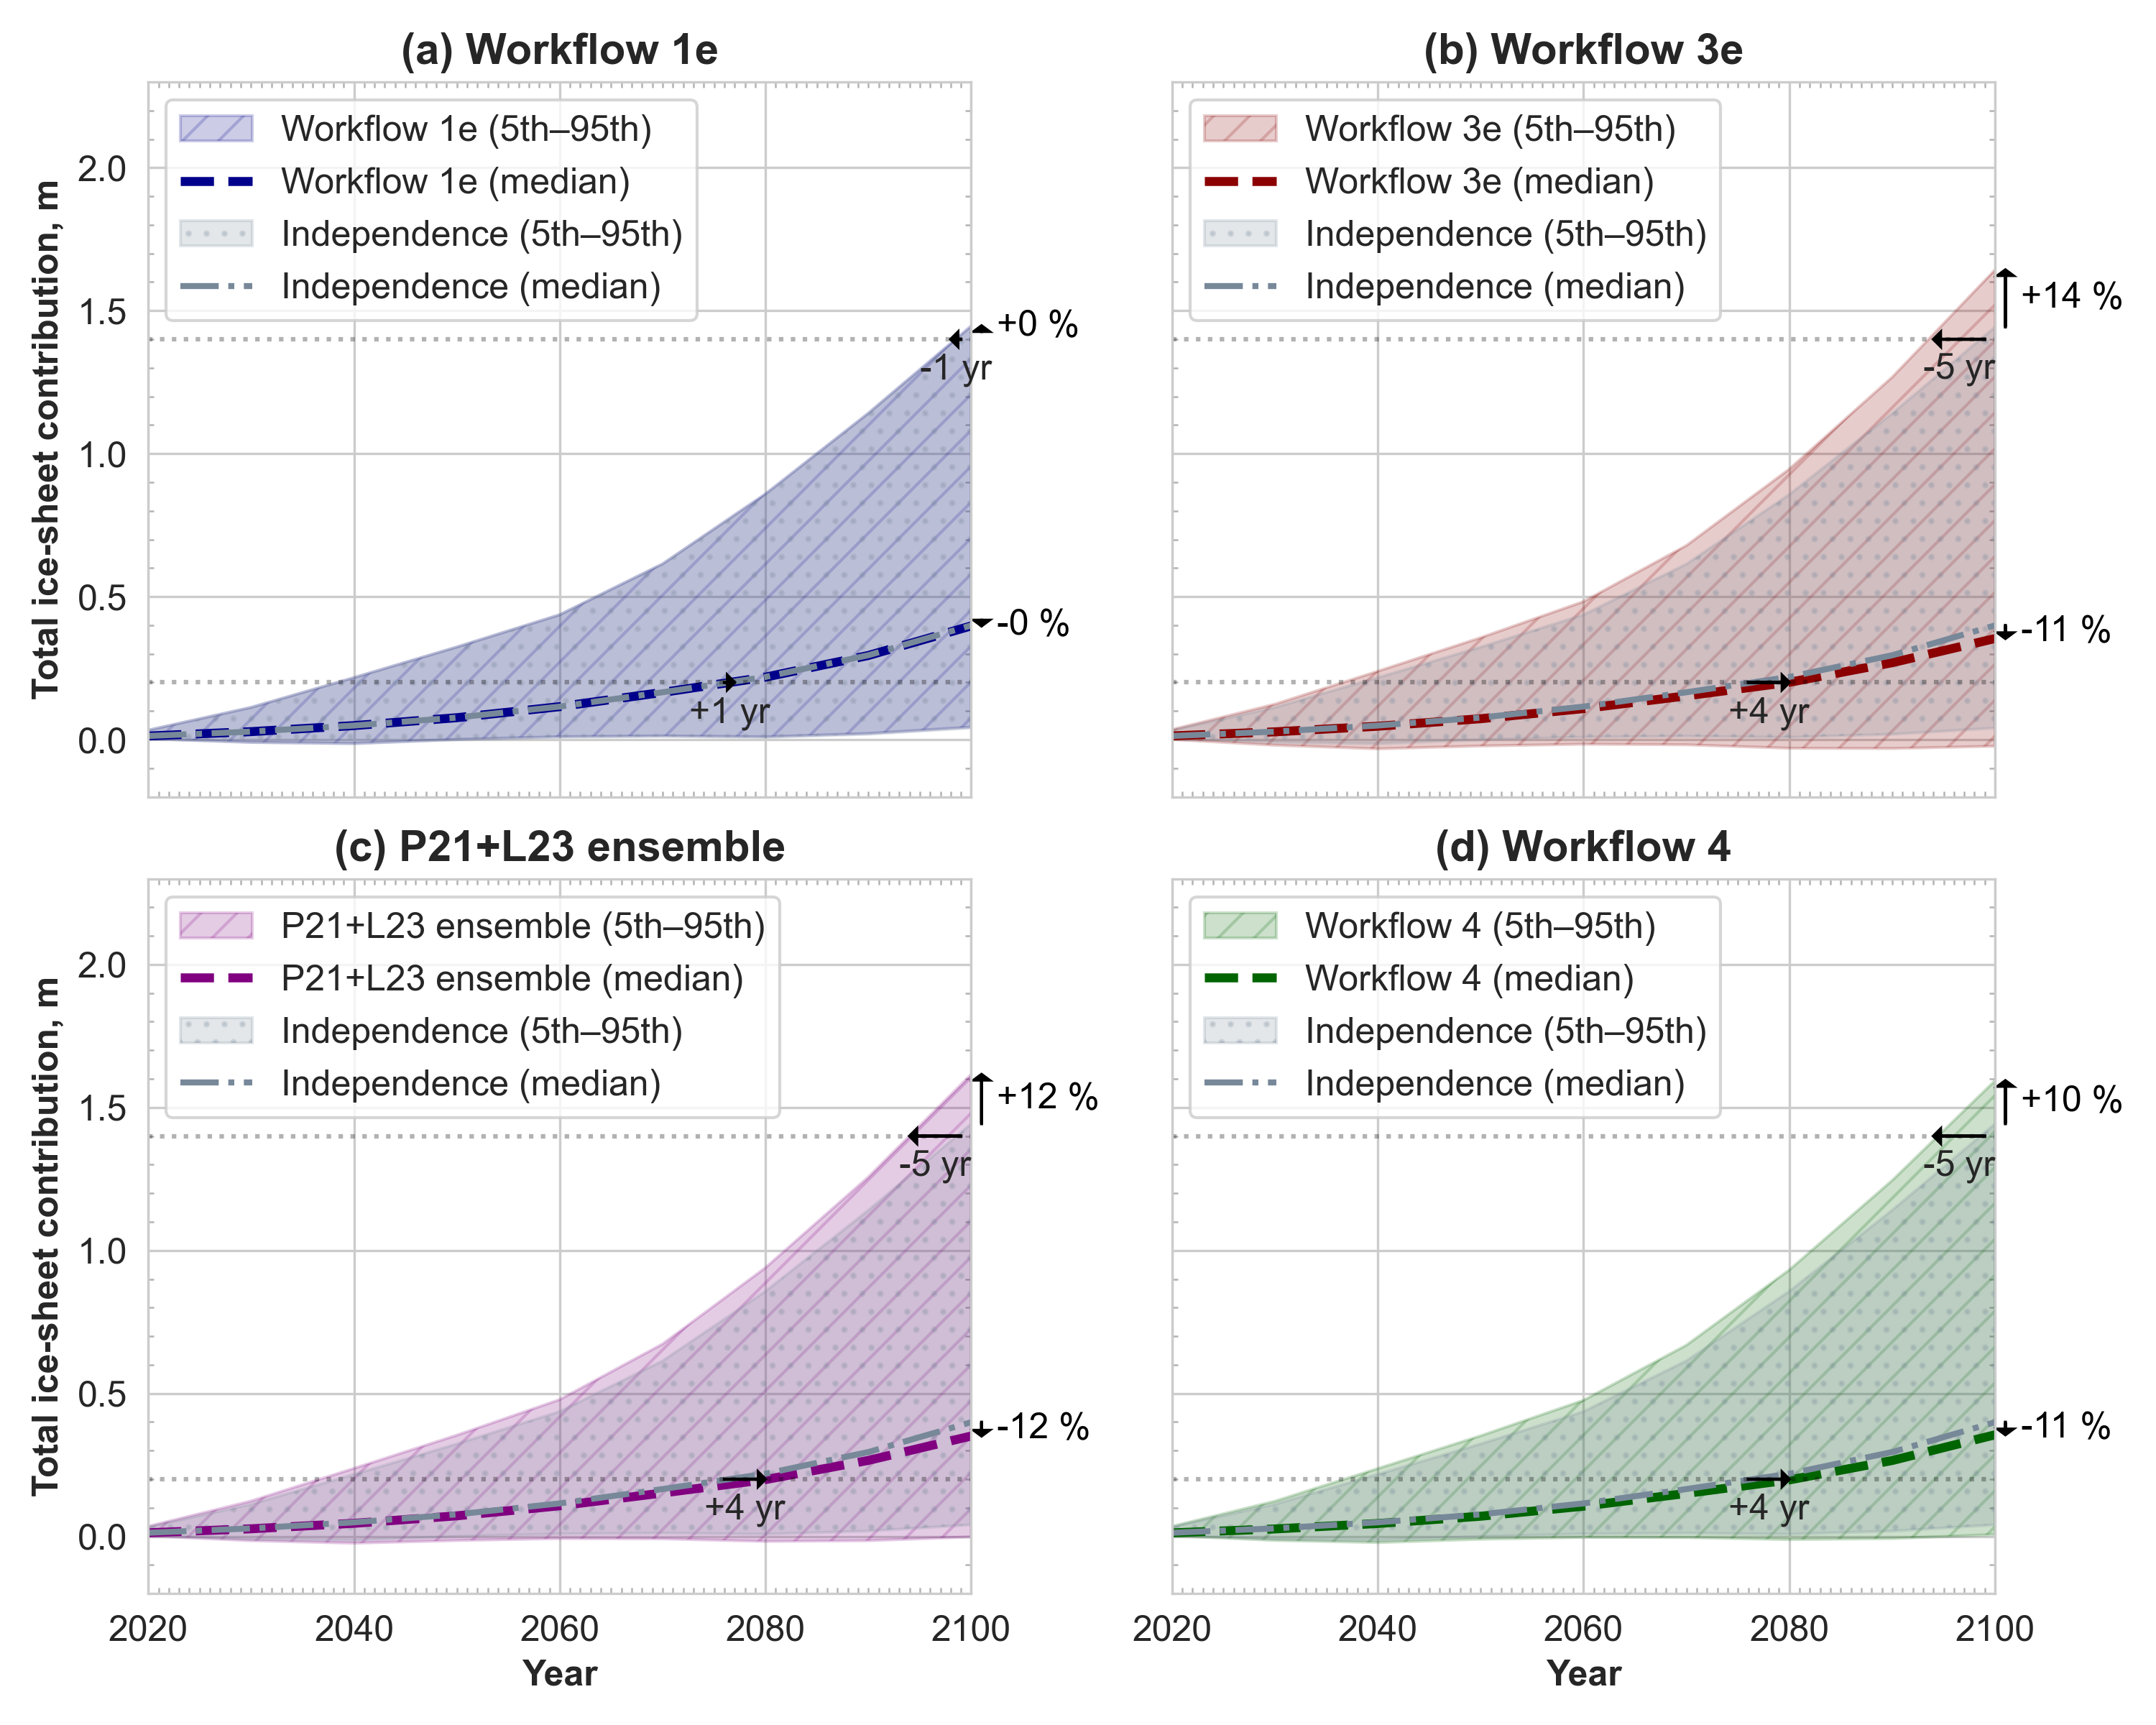 (a) Workflow 1e
Workflow 1e (5th–95th)
Workflow 1e (median)
Independence (5th–95th)
Independence (median)
Total ice-sheet contribution, m
2.0
1.5
1.0
0.5
0.0
+0 %
-1 yr
-0 %
+1 yr
(b) Workflow 3e
Workflow 3e (5th–95th)
Workflow 3e (median)
Independence (5th–95th)
Independence (median)
+14 %
-5 yr
-11 %
+4 yr
(c) P21+L23 ensemble
P21+L23 ensemble (5th–95th)
P21+L23 ensemble (median)
Independence (5th–95th)
Independence (median)
Total ice-sheet contribution, m
2.0
1.5
1.0
0.5
0.0
+12 %
-5 yr
-12 %
+4 yr
2020 2040 2060 2080 2100
Year
(d) Workflow 4
Workflow 4 (5th–95th)
Workflow 4 (median)
Independence (5th–95th)
Independence (median)
+10 %
-5 yr
-11 %
+4 yr
2020 2040 2060 2080 2100
Year